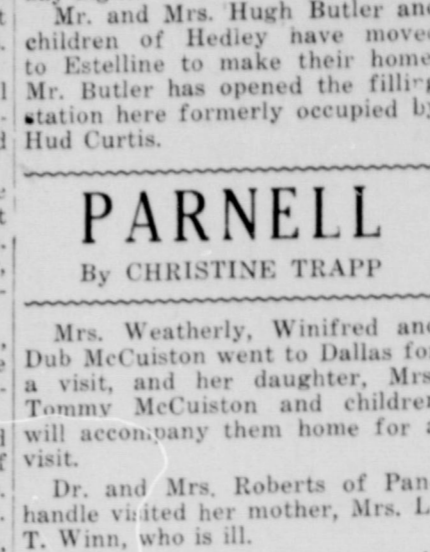 Mr. and Mrs. Hugh Butler and
children of Hedley have moved
to Estelline to make their home
Mr. Butler has opened the filling
station here formerly occupied by
Hud Curtis.
PARNELL
By CHRISTINE TRAPP
Mrs. Weatherly, Winifred and
Dub McCuiston went to Dallas for
a visit, and her daughter, Mrs
Tommy McCuiston and children
will accompany them home for a
visit.
Dr. and Mrs. Roberts of Pan
handle visited her mother, Mrs. L
T. Winn, who is ill.